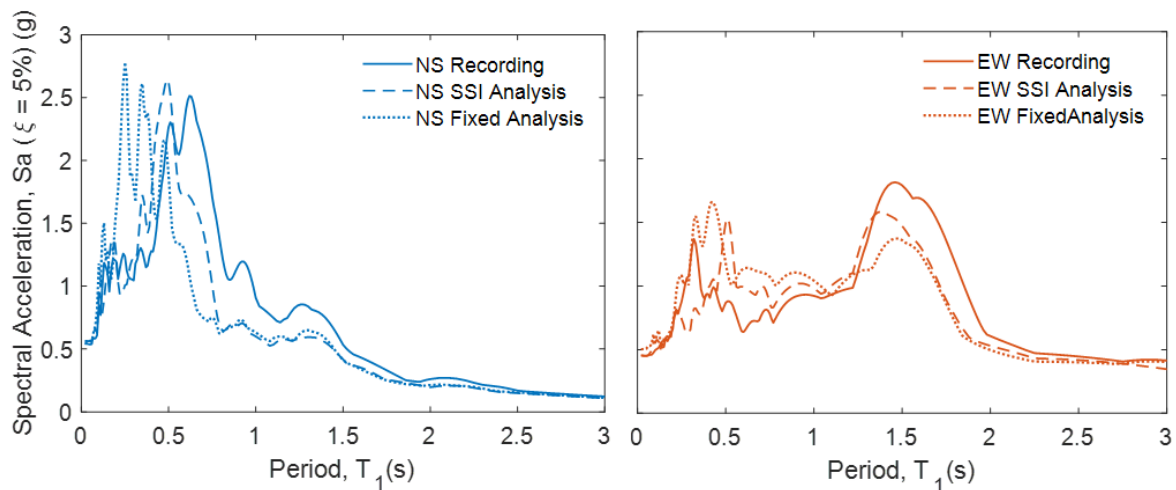 Spectral Acceleration, Sa ( ξ = 5%) (g)
3
2.5
2
1.5
1
0.5
0
NS Recording
NS SSI Analysis
NS Fixed Analysis
0 0.5 1 1.5 2 2.5 3
Period, T_1(s)
EW Recording
EW SSI Analysis
EW FixedAnalysis
0 0.5 1 1.5 2 2.5 3
Period, T_1(s)